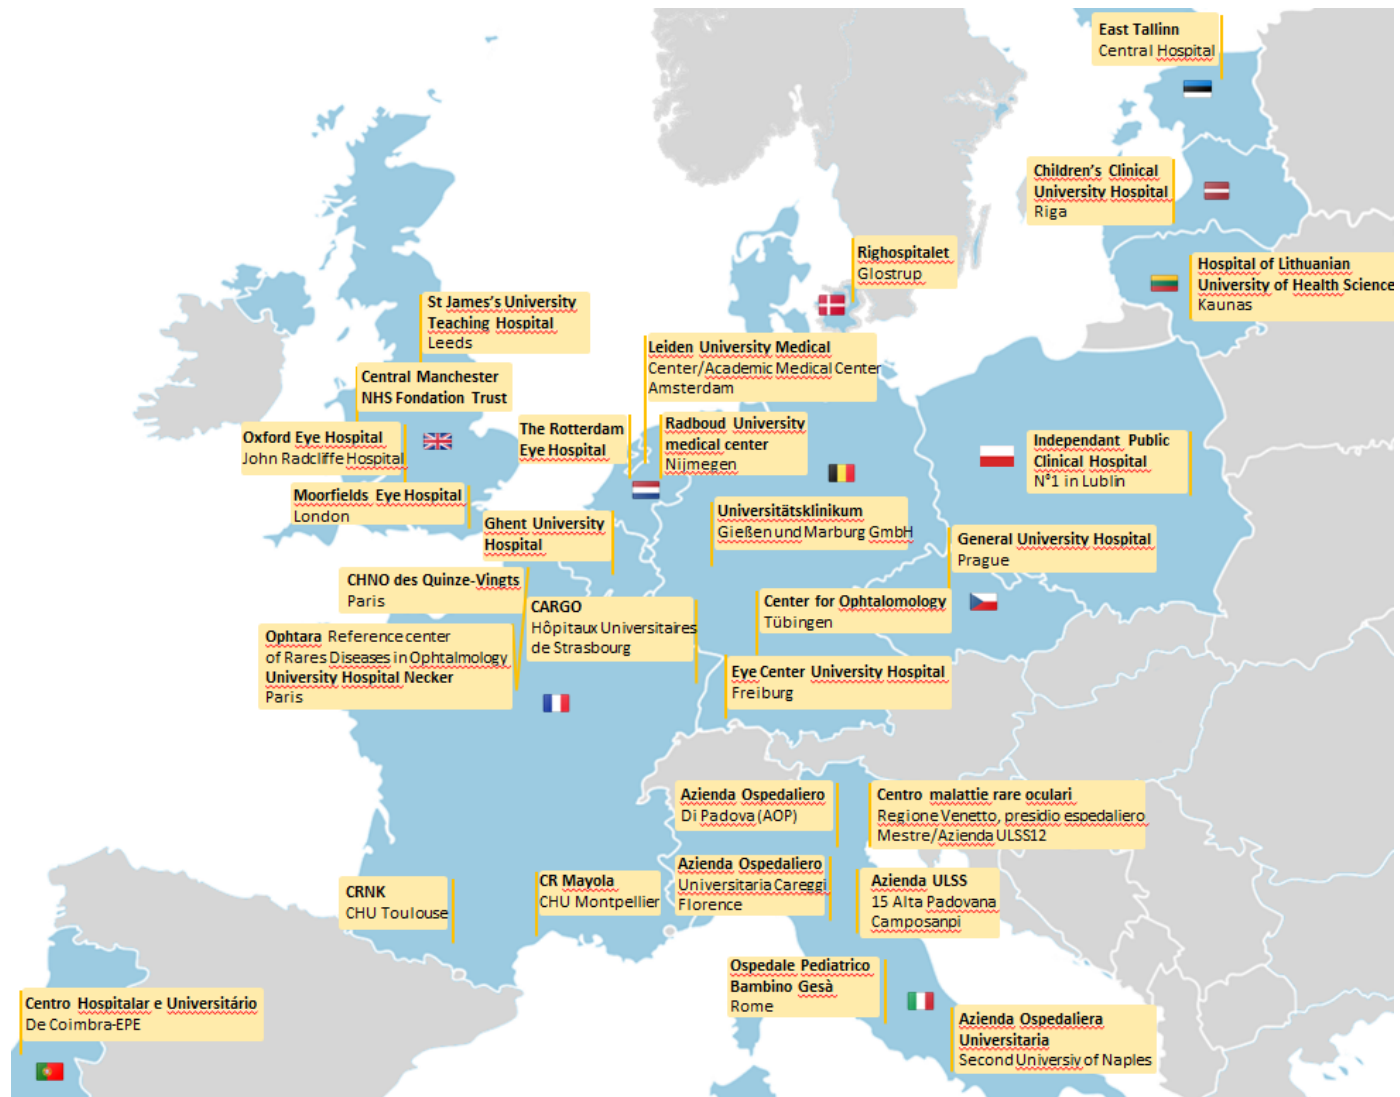 East Tallinn
Central Hospital
Children's Clinical
University Hospital
Riga
Righospitalet
Glostrup
Hospital of Lithuanian
University of Health Science
Kaunas
St James's University
Teaching Hospital
Leeds
Leiden University Medical
Center/Academic Medical Center
Amsterdam
Central Manchester
NHS Fondation Trust
The Rotterdam
Eye Hospital
Radboud University
medical center
Nijmegen
Oxford Eye Hospital
John Radcliffe Hospital
Independant Public
Clinical Hospital
N°1 in Lublin
Moorfields Eye Hospital
London
Ghent University
Hospital
Universitätsklinikum
Gießen und Marburg GmbH
General University Hospital
Prague
CHNO des Quinze-Vingts
Paris
CARGO
Hôpitaux Universitaires
de Strasbourg
Center for Ophtalomology
Tübingen
Ophtara Reference center
of Rares Diseases in Ophtalmology
University Hospital Necker
Paris
Eye Center University Hospital
Freiburg
Azienda Ospedaliero
Di Padova (AOP)
Centro malattie rare oculari
Regione Venetto, presidio espedaliero
Mestre/Azienda ULSS12
Azienda Ospedaliero
Universitaria Careggi
Florence
Azienda ULSS
15 Alta Padovana
Camposanpi
CRNK
CHU Toulouse
CR Mayola
CHU Montpellier
Ospedale Pediatrico
Bambino Gesà
Rome
Centro Hospitalar e Universitário
De Coimbra-EPE
Azienda Ospedaliera
Universitaria
Second Universiy of Naples